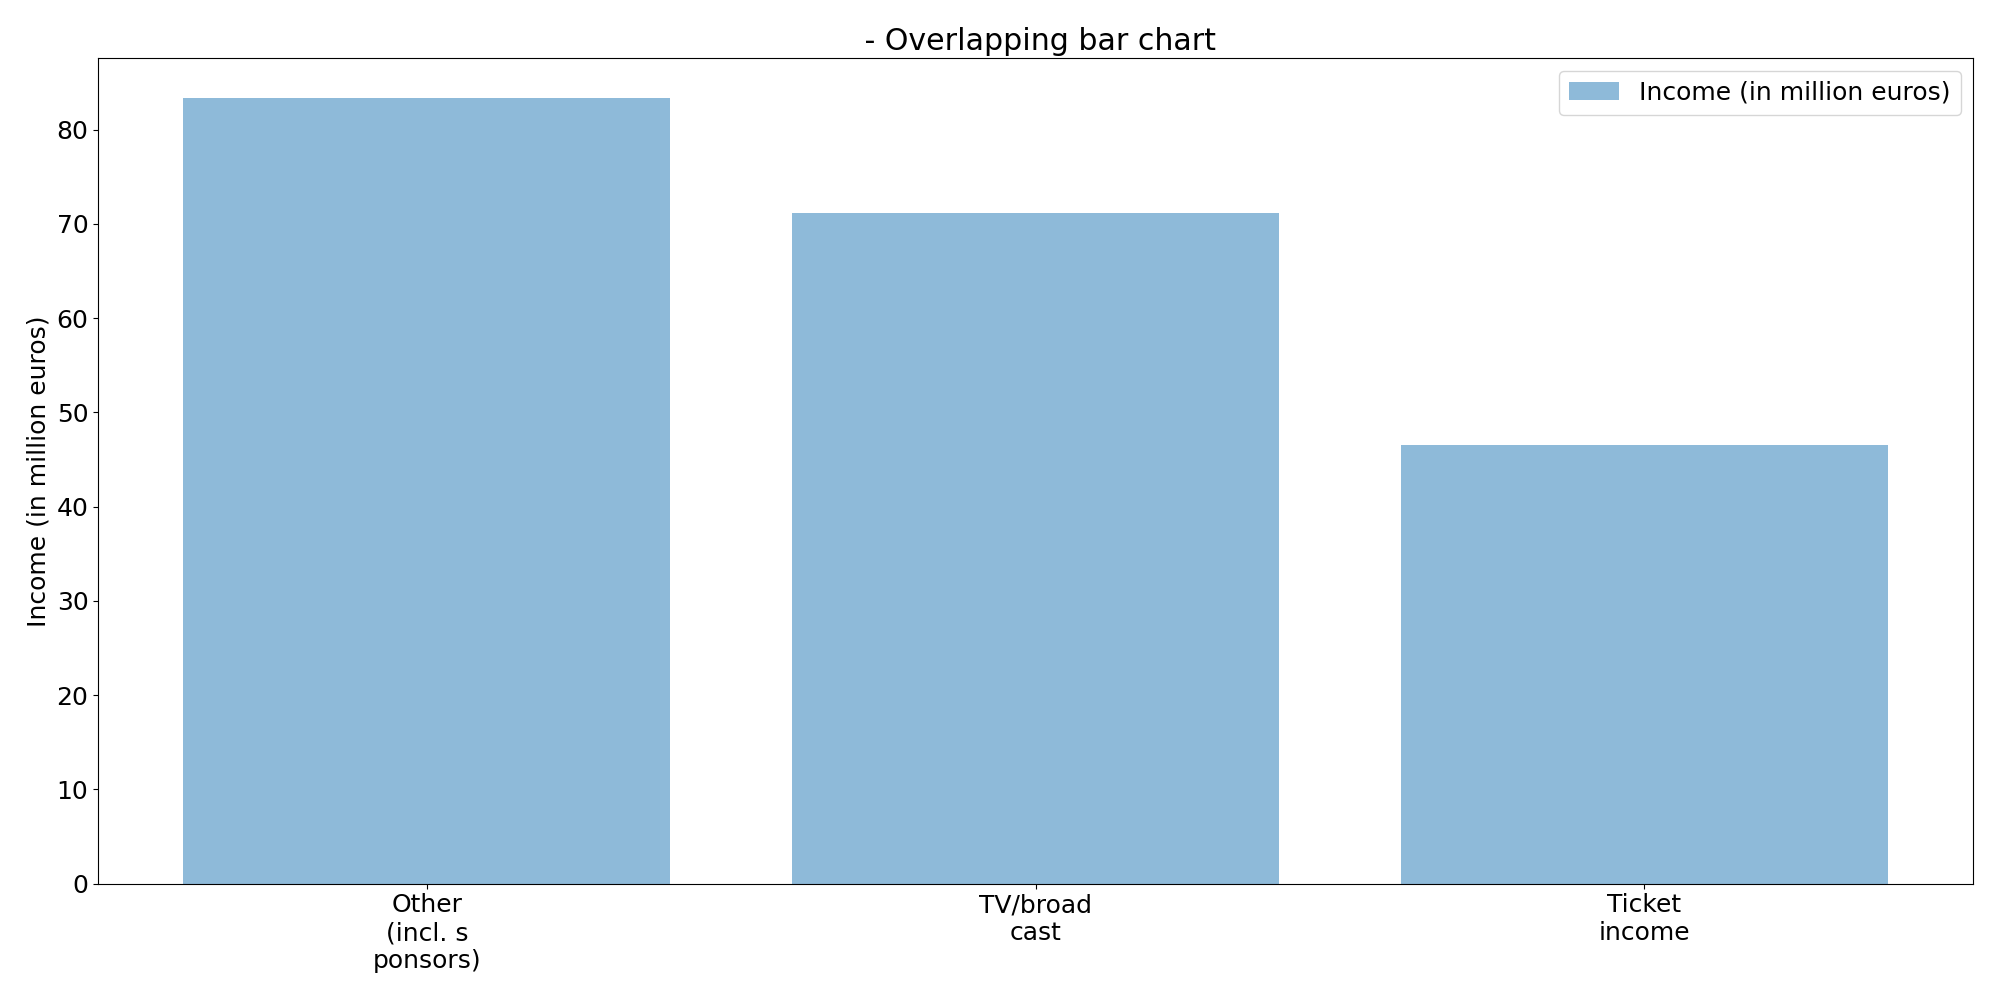 - Overlapping bar chart
Income (in million euros)
Income (in million euros)
80
70
60
50
40
30
20
10
0
Other
(incl. s
ponsors)
TV/broad
cast
Ticket
income